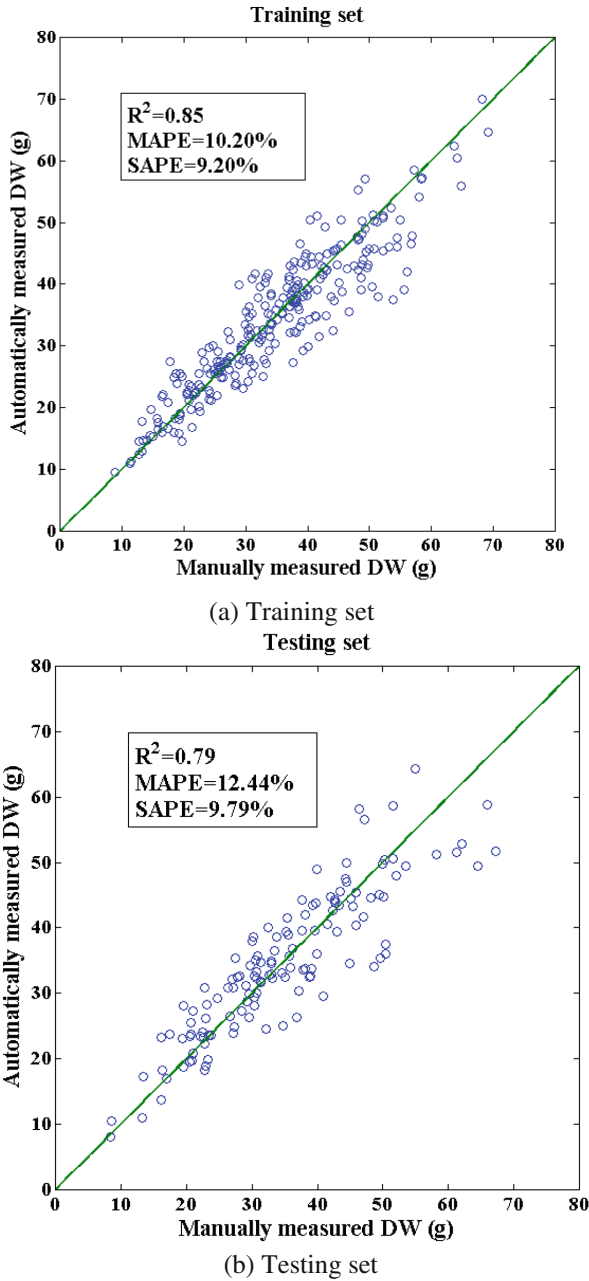 Training set
80
70
60
50
40
30
20
10
0
R²=0.85
MAPE=10.20%
SAPE=9.20%
Automatically measured DW (g)
0 10 20 30 40 50 60 70 80
Manually measured DW (g)
(a) Training set
Testing set
80
70
60
50
40
30
20
10
0
R²=0.79
MAPE=12.44%
SAPE=9.79%
Automatically measured DW (g)
0 10 20 30 40 50 60 70 80
Manually measured DW (g)
(b) Testing set